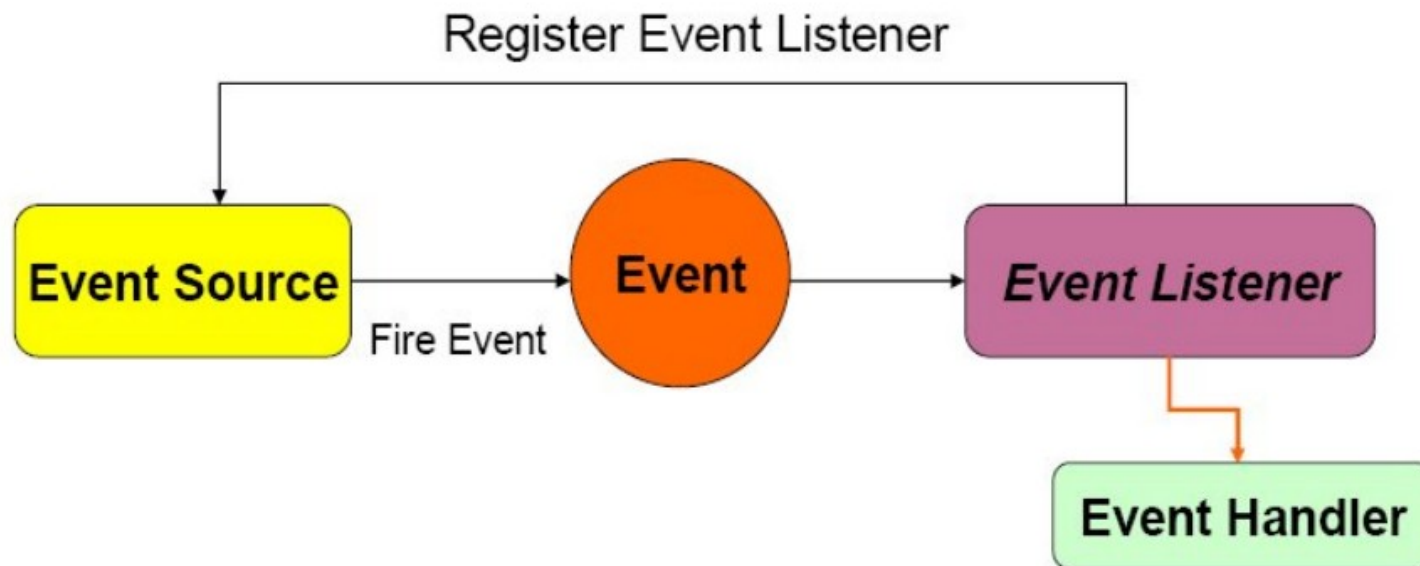 Register Event Listener
Event Source
Fire Event
Event
Event Listener
Event Handler